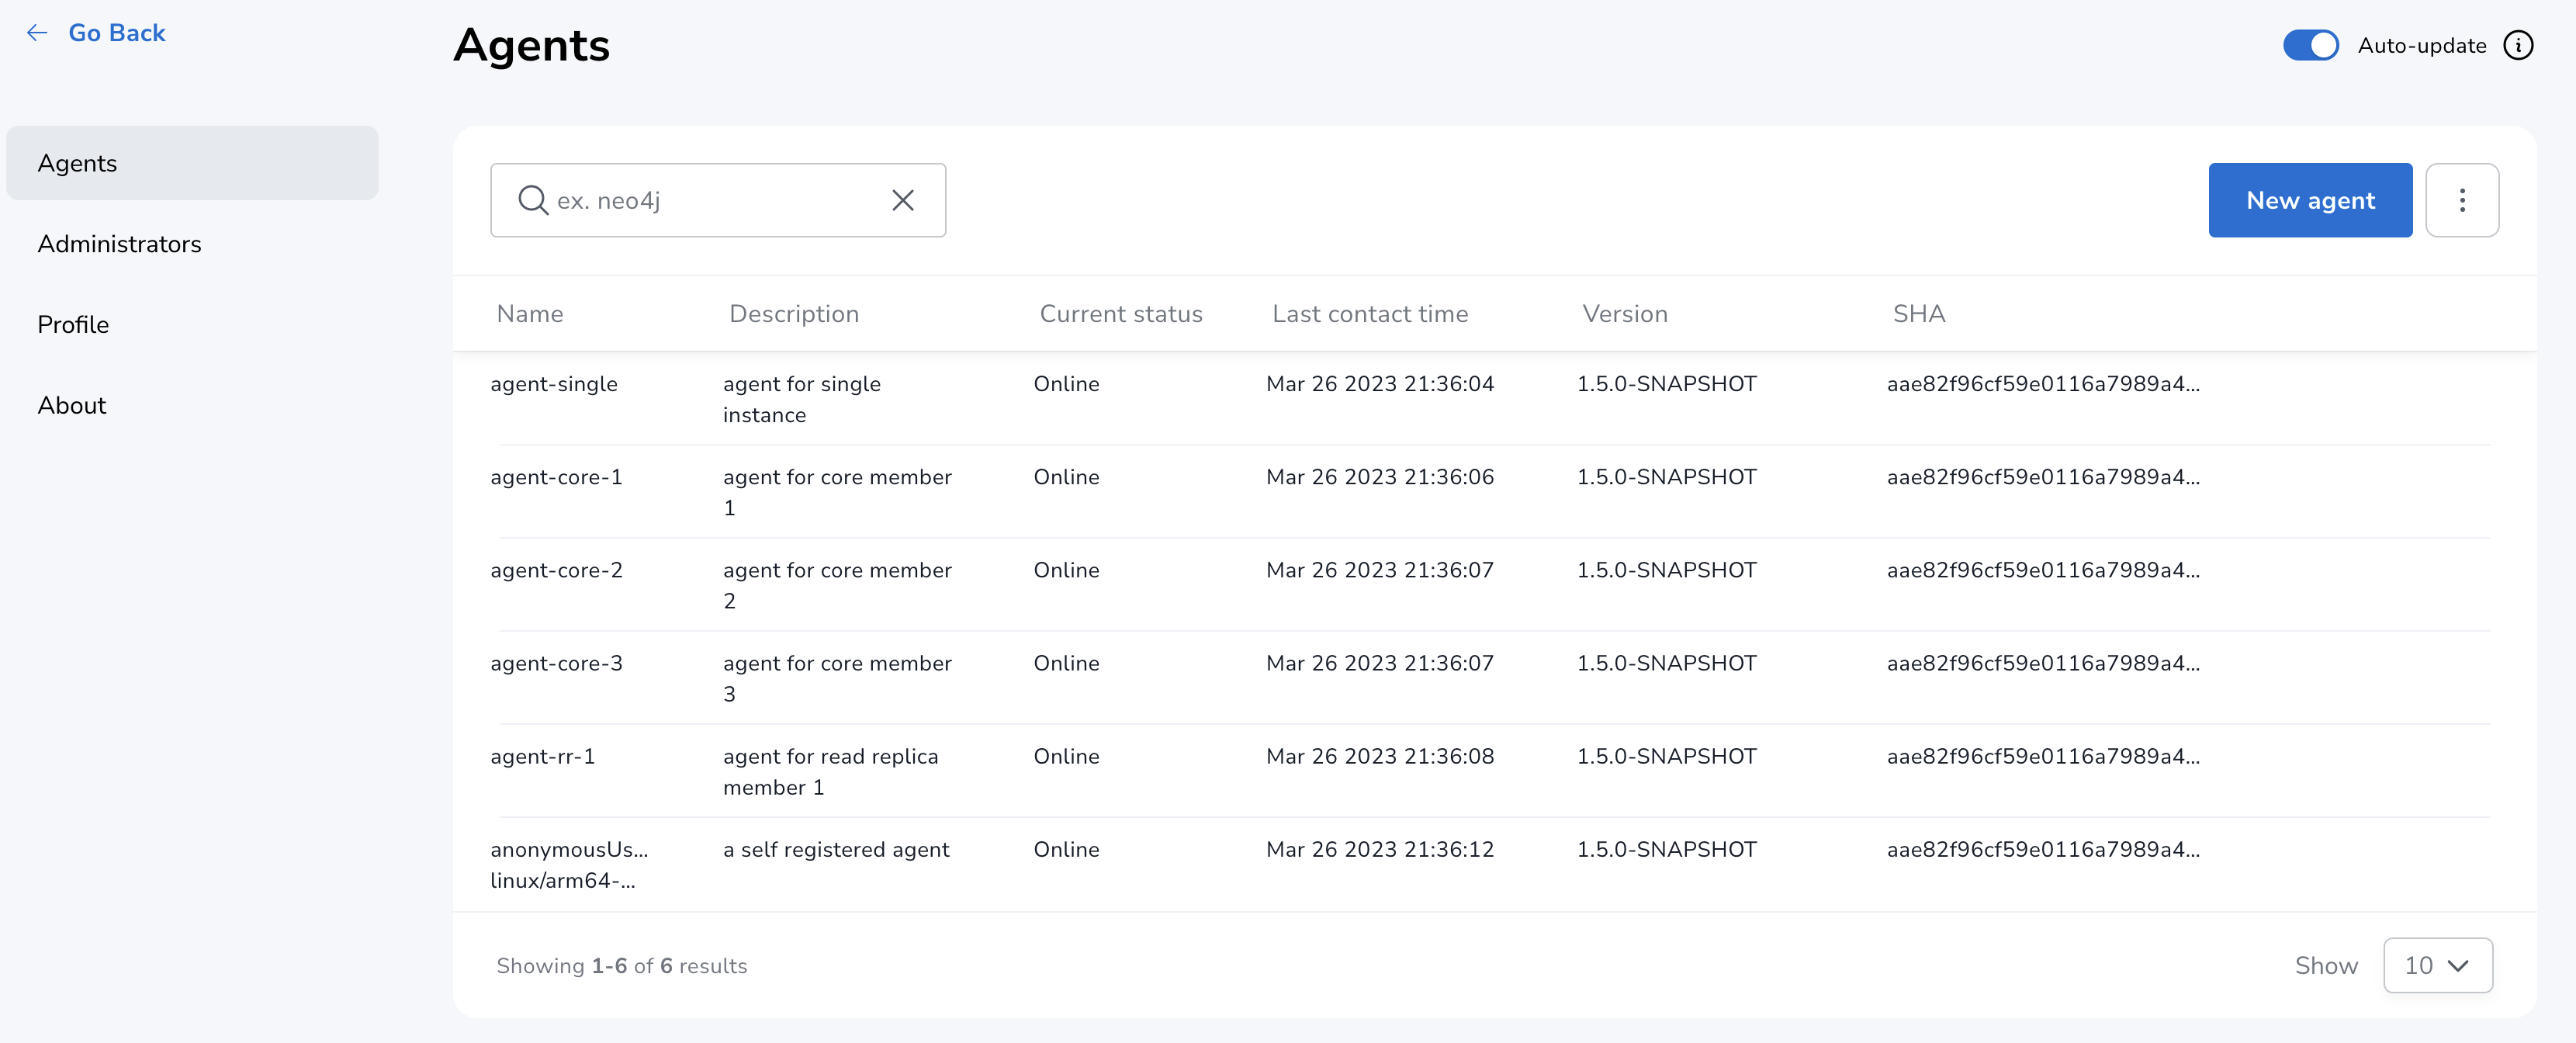 Go Back
Agents
Auto-update
Agents
Administrators
Profile
About
ex. neo4j
New agent
Name Description Current status Last contact time Version SHA
agent-single agent for single Online Mar 26 2023 21:36:04 1.5.0-SNAPSHOT aae82f96cf59e0116a7989a4...
instance
agent-core-1 agent for core member Online Mar 26 2023 21:36:06 1.5.0-SNAPSHOT aae82f96cf59e0116a7989a4...
1
agent-core-2 agent for core member Online Mar 26 2023 21:36:07 1.5.0-SNAPSHOT aae82f96cf59e0116a7989a4...
2
agent-core-3 agent for core member Online Mar 26 2023 21:36:07 1.5.0-SNAPSHOT aae82f96cf59e0116a7989a4...
3
agent-rr-1 agent for read replica Online Mar 26 2023 21:36:08 1.5.0-SNAPSHOT aae82f96cf59e0116a7989a4...
member 1
anonymousUs... a self registered agent Online Mar 26 2023 21:36:12 1.5.0-SNAPSHOT aae82f96cf59e0116a7989a4...
linux/arm64-...
Showing 1-6 of 6 results
Show 10